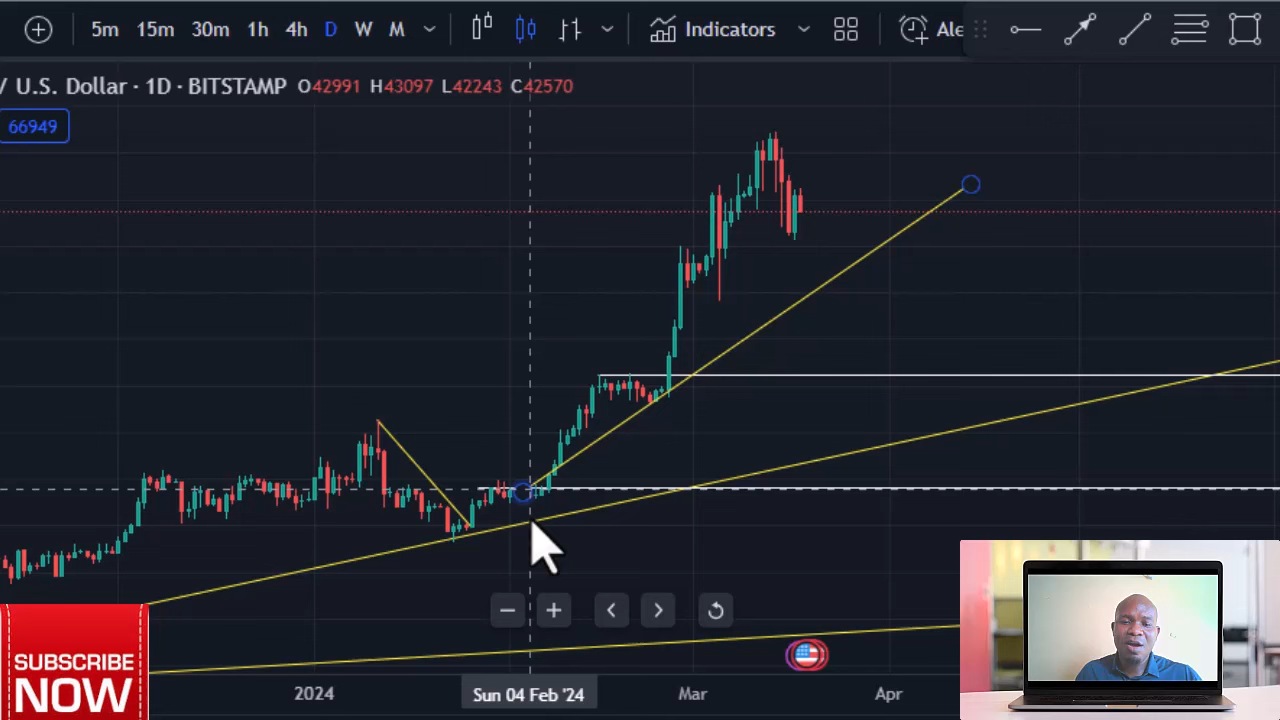 5m 15m 30m 1h 4h D W M Indicators Ale
/ U.S. Dollar · 1D · BITSTAMP O42991 H43097 L42243 C42570
66949
2024 Sun 04 Feb '24 Mar Apr
SUBSCRIBE
NOW